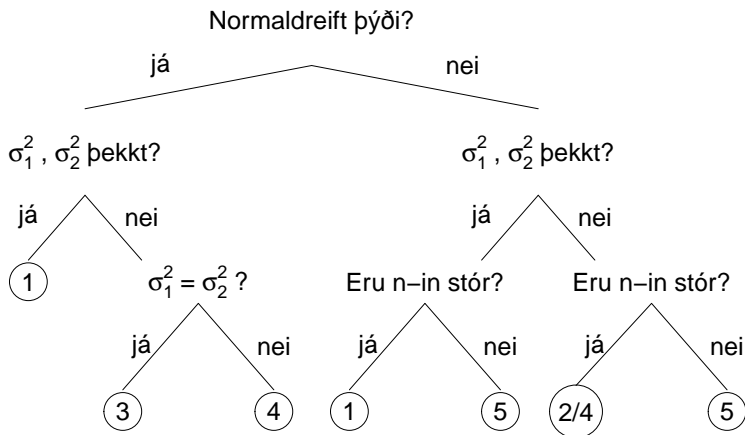 Normaldreift þýði?
já nei
σ₁² , σ₂² þekkt? σ₁² , σ₂² þekkt?
já nei já nei
1 σ₁² = σ₂² ? Eru n−in stór? Eru n−in stór?
já nei já nei já nei
3 4 1 5 2/4 5